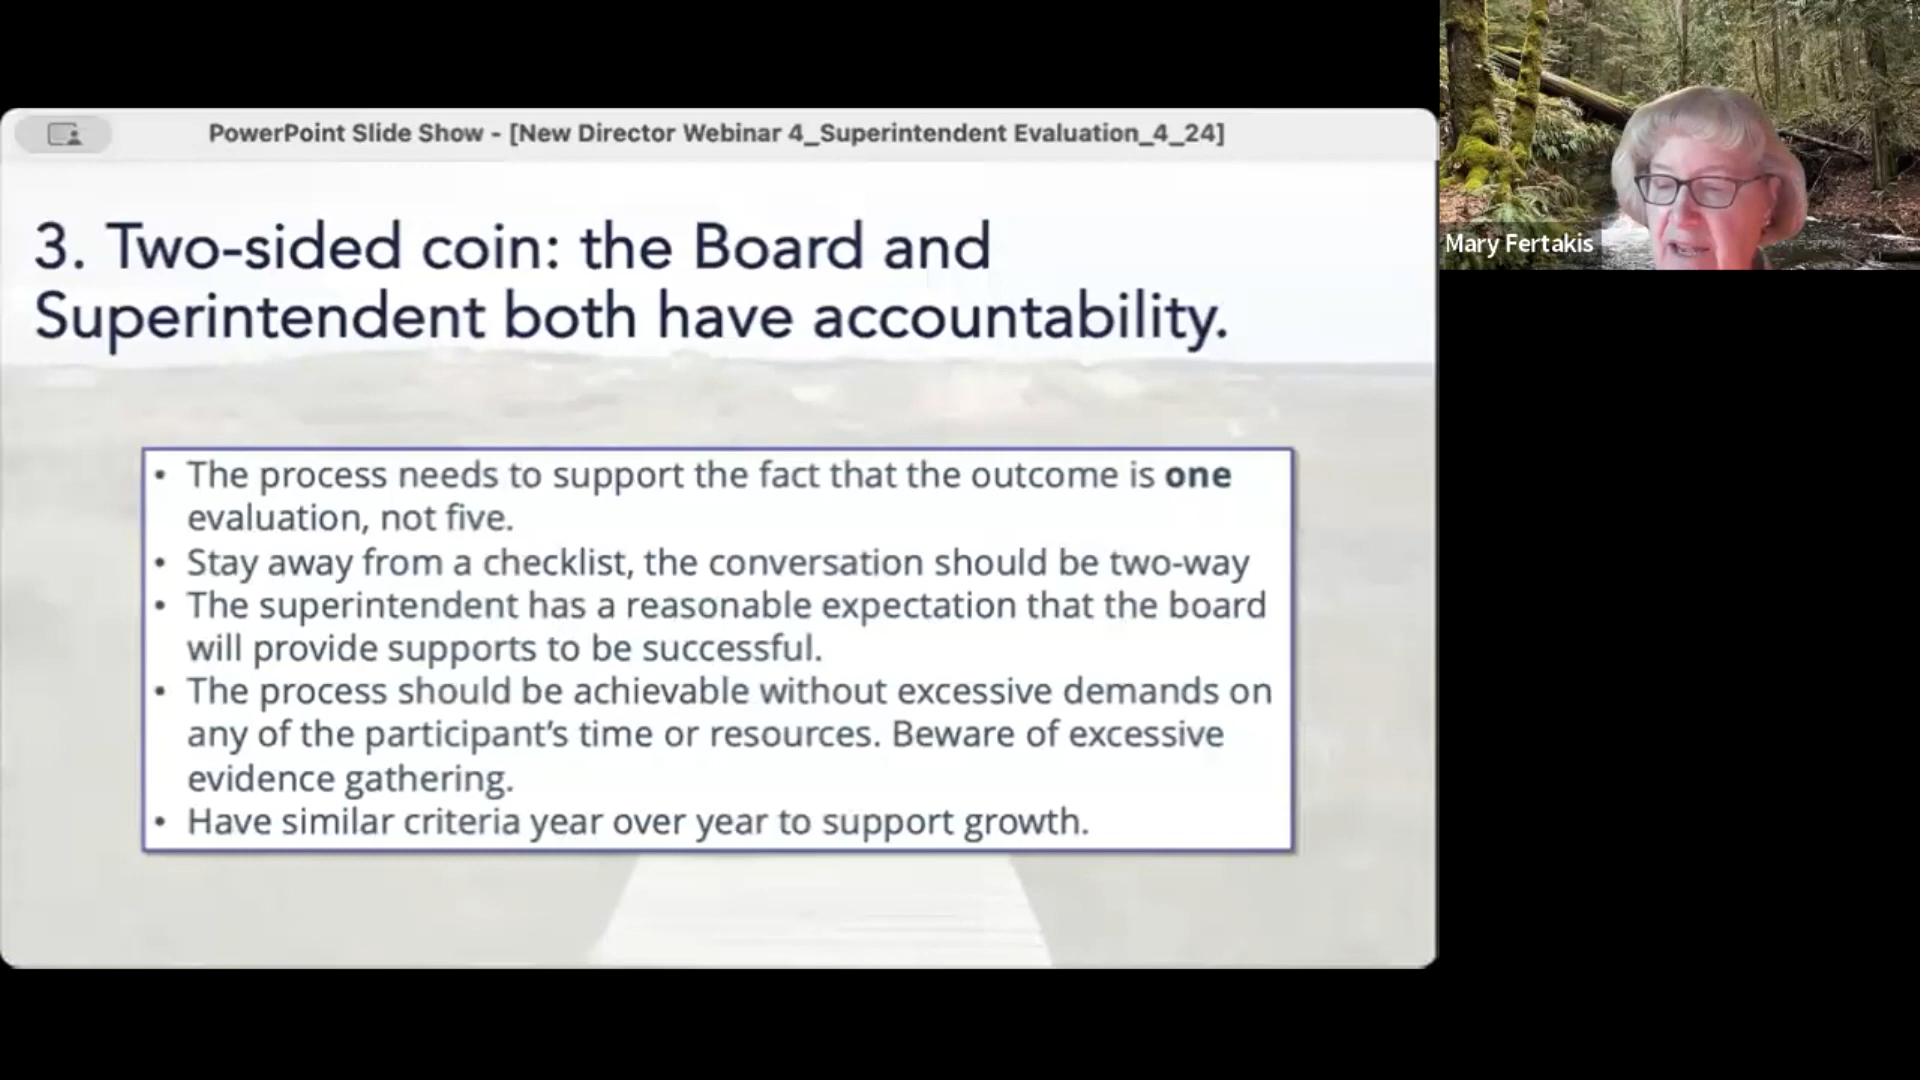 PowerPoint Slide Show - [New Director Webinar 4_Superintendent Evaluation_4_24]
3. Two-sided coin: the Board and
Superintendent both have accountability.
• The process needs to support the fact that the outcome is one
evaluation, not five.
• Stay away from a checklist, the conversation should be two-way
• The superintendent has a reasonable expectation that the board
will provide supports to be successful.
• The process should be achievable without excessive demands on
any of the participant’s time or resources. Beware of excessive
evidence gathering.
• Have similar criteria year over year to support growth.
Mary Fertakis